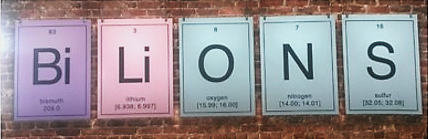 83
Bi
bismuth
209.0
3
Li
lithium
[6.938; 6.997]
8
O
oxygen
[15.99; 16.00]
7
N
nitrogen
[14.00; 14.01]
16
S
sulfur
[32.05; 32.08]